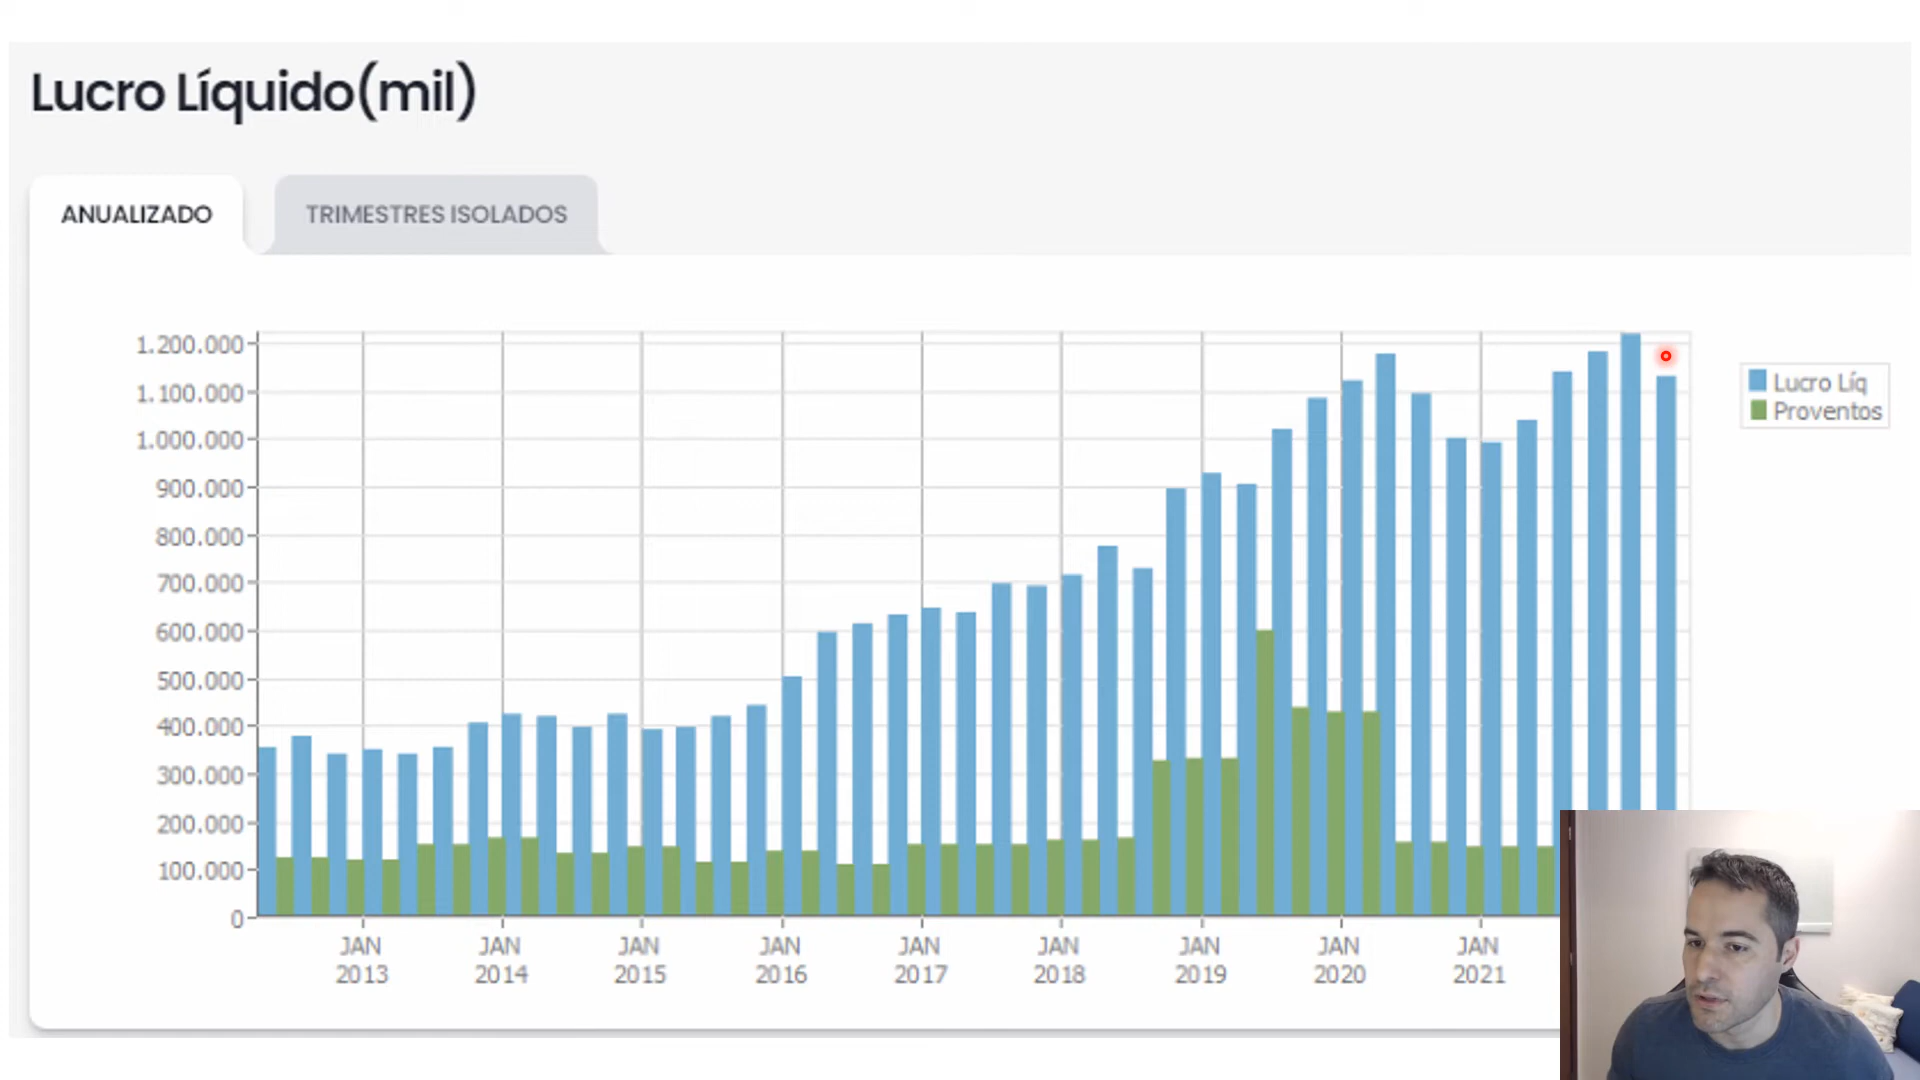 Lucro Líquido(mil)
ANUALIZADO
TRIMESTRES ISOLADOS
1.200.000
1.100.000
1.000.000
900.000
800.000
700.000
600.000
500.000
400.000
300.000
200.000
100.000
0
JAN 2013
JAN 2014
JAN 2015
JAN 2016
JAN 2017
JAN 2018
JAN 2019
JAN 2020
JAN 2021
Lucro Líq
Proventos